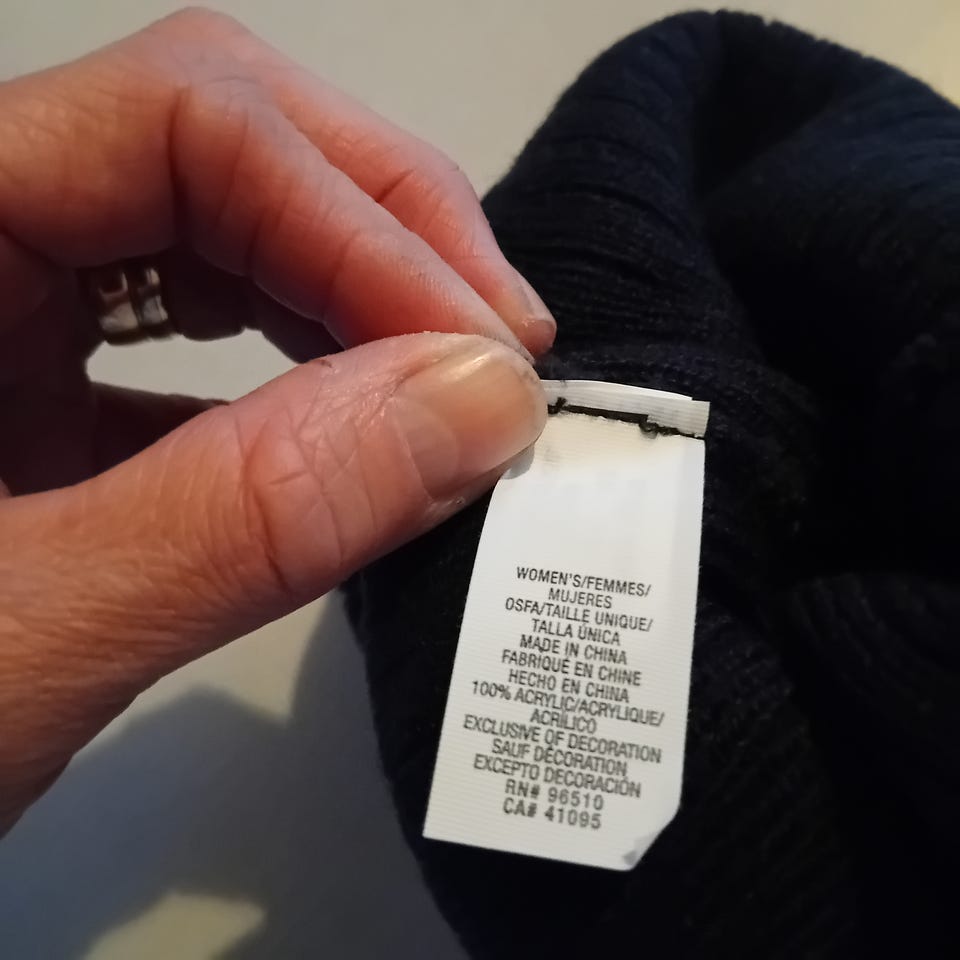 WOMEN'S/FEMMES/
MUJERES
OSFA/TAILLE UNIQUE/
TALLA ÚNICA
MADE IN CHINA
FABRIQUÉ EN CHINE
HECHO EN CHINA
100% ACRYLIC/ACRYLIQUE/
ACRÍLICO
EXCLUSIVE OF DECORATION
SAUF DÉCORATION
EXCEPTO DECORACIÓN
RN# 96510
CA# 41095